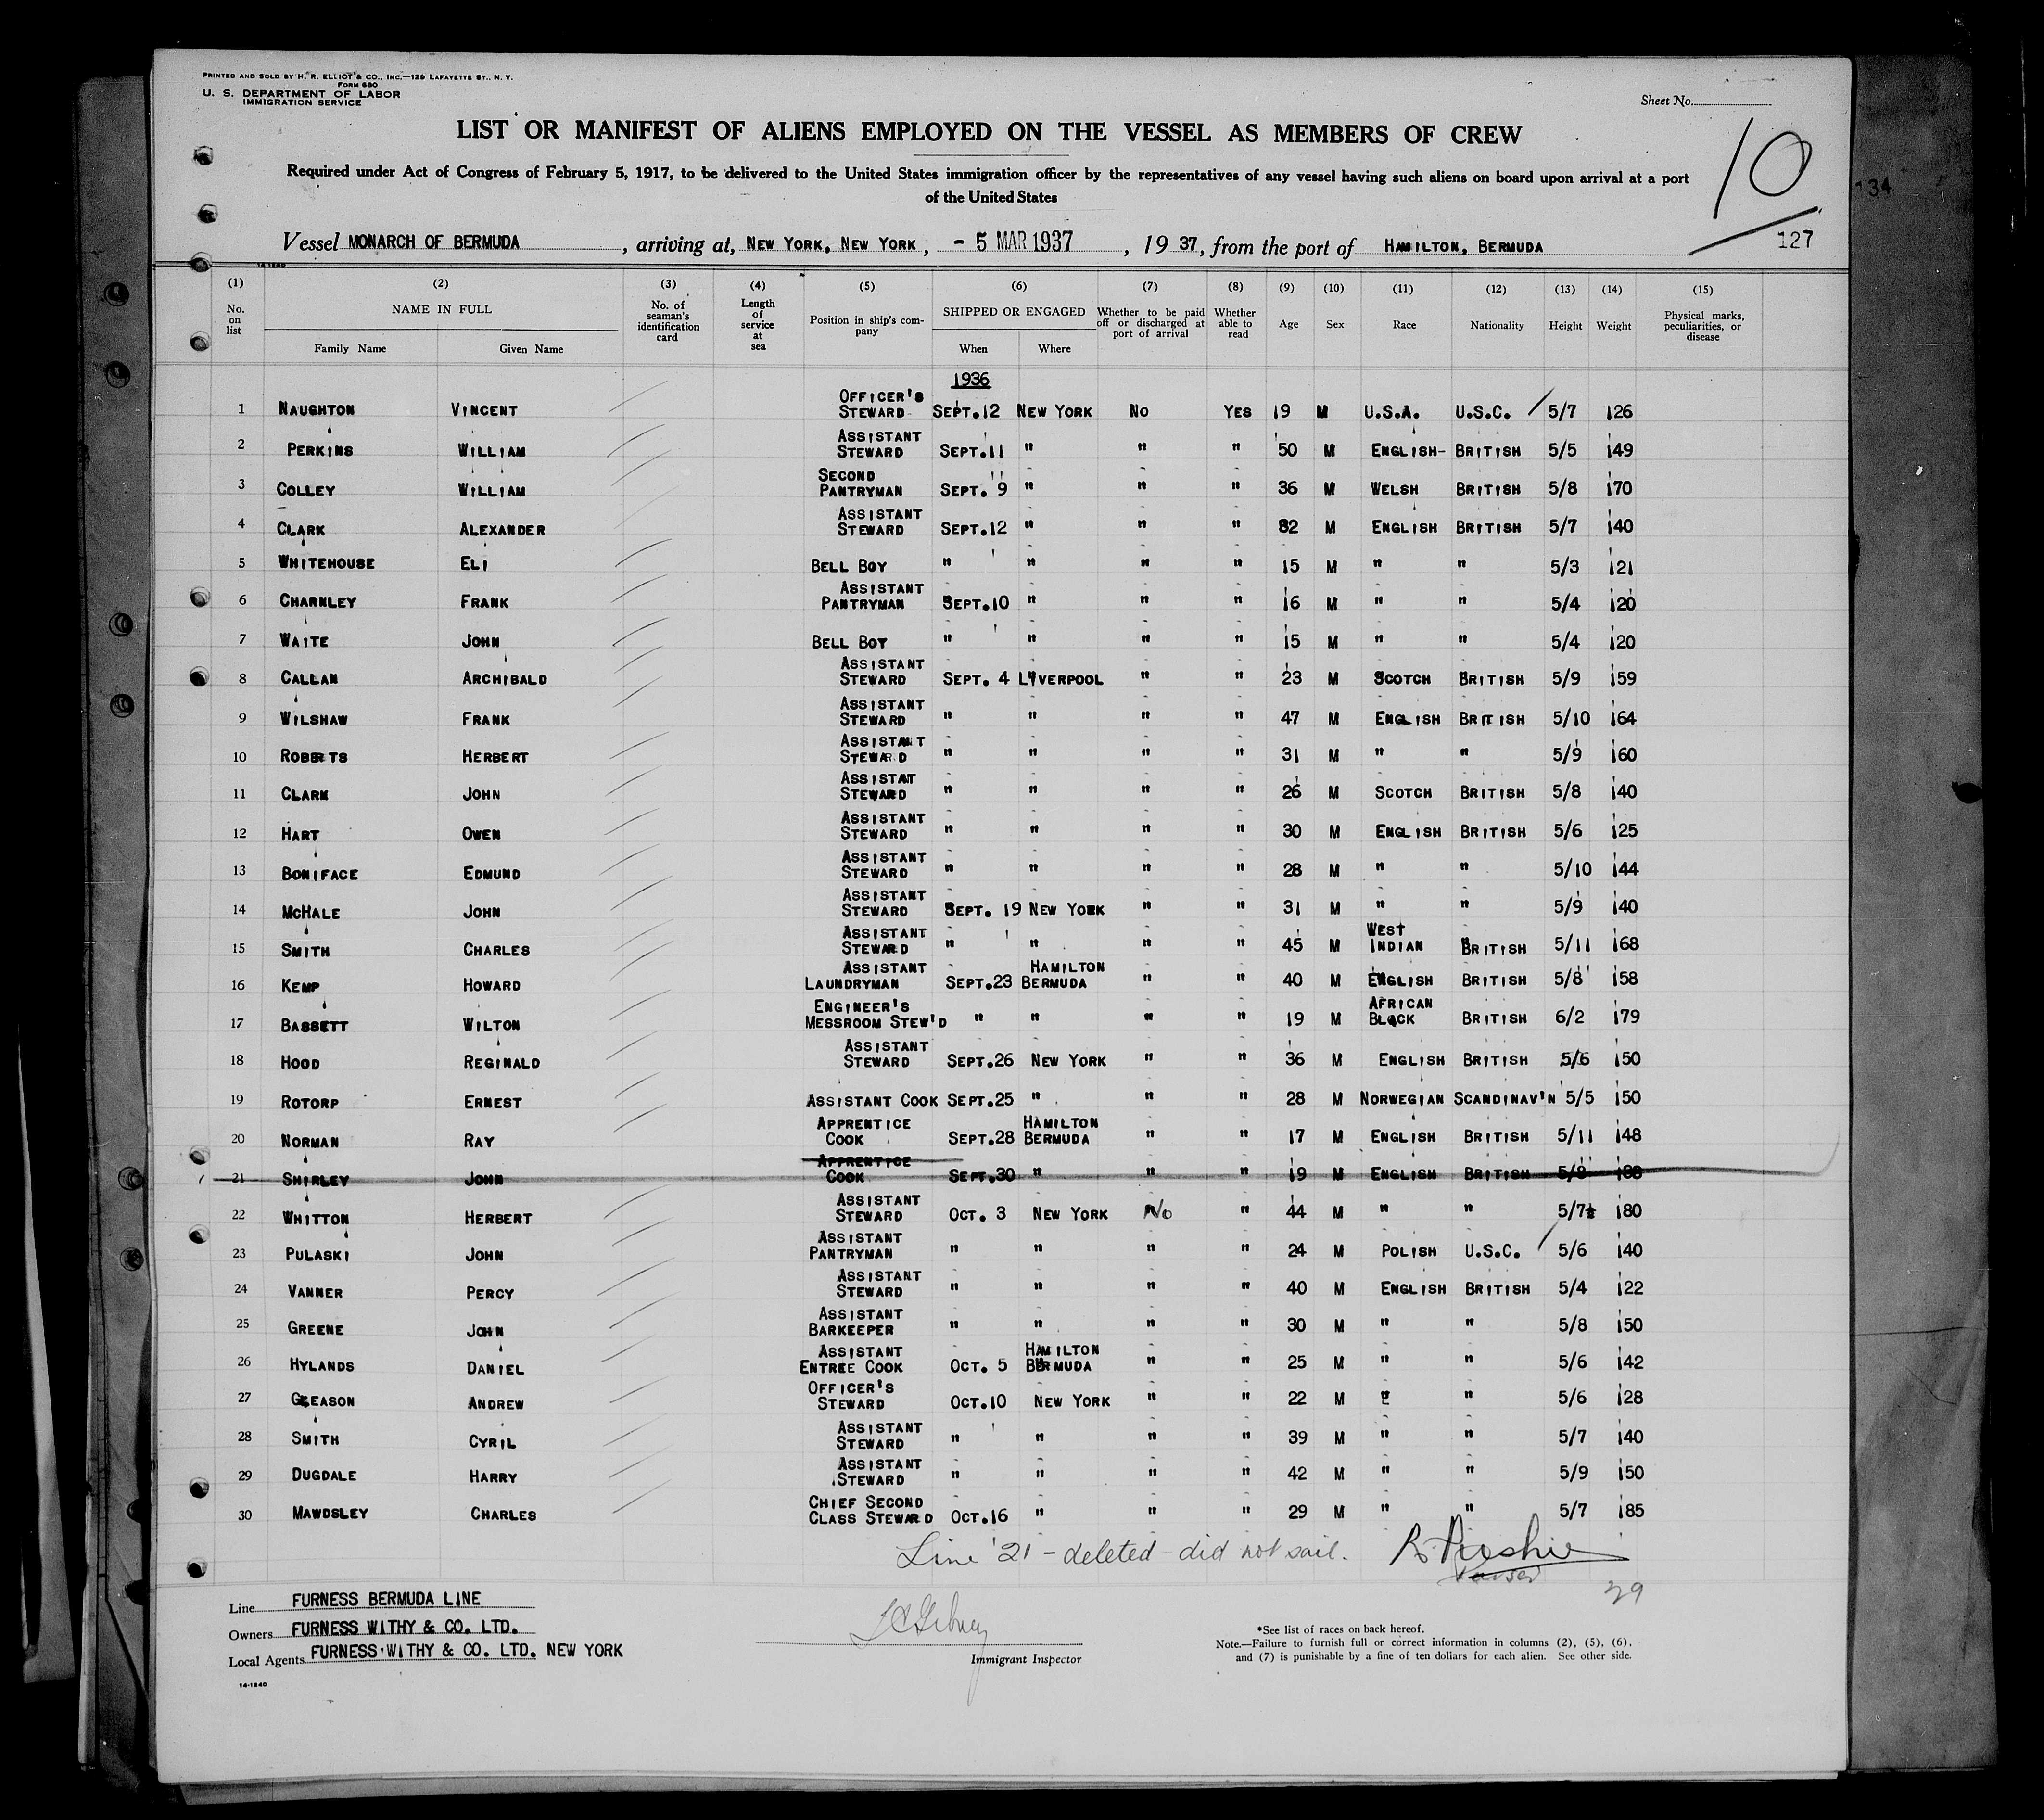 PRINTED AND SOLD BY H. R. ELLIOT & CO., INC.—129 LAFAYETTE ST., N. Y.
FORM 680
U. S. DEPARTMENT OF LABOR
IMMIGRATION SERVICE
Sheet No.
LIST OR MANIFEST OF ALIENS EMPLOYED ON THE VESSEL AS MEMBERS OF CREW
10
134
Required under Act of Congress of February 5, 1917, to be delivered to the United States immigration officer by the representatives of any vessel having such aliens on board upon arrival at a port
of the United States
Vessel MONARCH OF BERMUDA, arriving at, NEW YORK, NEW YORK, - 5 MAR 1937, 19 37, from the port of HAMILTON, BERMUDA
127
14-1240
(1) (2) (3) (4) (5) (6) (7) (8) (9) (10) (11) (12) (13) (14) (15)
No. on list NAME IN FULL Family Name Given Name No. of seaman's identification card Length of service at sea Position in ship's company SHIPPED OR ENGAGED When Where Whether to be paid off or discharged at port of arrival Whether able to read Age Sex Race Nationality Height Weight Physical marks, peculiarities, or disease
1936
1 NAUGHTON VINCENT OFFICER'S STEWARD SEPT.12 NEW YORK NO YES 19 M U.S.A. U.S.C. 5/7 126
2 PERKINS WILLIAM ASSISTANT STEWARD SEPT.11 " " " 50 M ENGLISH- BRITISH 5/5 149
3 COLLEY WILLIAM SECOND PANTRYMAN SEPT. 9 " " " 36 M WELSH BRITISH 5/8 170
4 CLARK ALEXANDER ASSISTANT STEWARD SEPT.12 " " " 32 M ENGLISH BRITISH 5/7 140
5 WHITEHOUSE ELI BELL BOY " " " " 15 M " " 5/3 121
6 CHARNLEY FRANK ASSISTANT PANTRYMAN SEPT.10 " " " 16 M " " 5/4 120
7 WAITE JOHN BELL BOY " " " " 15 M " " 5/4 120
8 CALLAN ARCHIBALD ASSISTANT STEWARD SEPT. 4 LIVERPOOL " " 23 M SCOTCH BRITISH 5/9 159
9 WILSHAW FRANK ASSISTANT STEWARD " " " " 47 M ENGLISH BRITISH 5/10 164
10 ROBERTS HERBERT ASSISTANT STEWARD " " " " 31 M " " 5/9 160
11 CLARK JOHN ASSISTAT STEWARD " " " " 26 M SCOTCH BRITISH 5/8 140
12 HART OWEN ASSISTANT STEWARD " " " " 30 M ENGLISH BRITISH 5/6 125
13 BONIFACE EDMUND ASSISTANT STEWARD " " " " 28 M " " 5/10 144
14 MCHALE JOHN ASSISTANT STEWARD SEPT. 19 NEW YORK " " 31 M " " 5/9 140
15 SMITH CHARLES ASSISTANT STEWARD " " " " 45 M WEST INDIAN BRITISH 5/11 168
16 KEMP HOWARD ASSISTANT LAUNDRYMAN SEPT.23 HAMILTON BERMUDA " " 40 M ENGLISH BRITISH 5/8 158
17 BASSETT WILTON ENGINEER'S MESSROOM STEW'D " " " " 19 M AFRICAN BLACK BRITISH 6/2 179
18 HOOD REGINALD ASSISTANT STEWARD SEPT.26 NEW YORK " " 36 M ENGLISH BRITISH 5/6 150
19 ROTORP ERNEST ASSISTANT COOK SEPT.25 " " " 28 M NORWEGIAN SCANDINAV'N 5/5 150
20 NORMAN RAY APPRENTICE COOK SEPT.28 HAMILTON BERMUDA " " 17 M ENGLISH BRITISH 5/11 148
21 SHIRLEY JOHN APPRENTICE COOK SEPT.30 " " " 19 M ENGLISH BRITISH 5/8
22 WHITTON HERBERT ASSISTANT STEWARD OCT. 3 NEW YORK No " 44 M " " 5/7½ 180
23 PULASKI JOHN ASSISTANT PANTRYMAN " " " " 24 M POLISH U.S.C. 5/6 140
24 VANNER PERCY ASSISTANT STEWARD " " " " 40 M ENGLISH BRITISH 5/4 122
25 GREENE JOHN ASSISTANT BARKEEPER " " " " 30 M " " 5/8 150
26 HYLANDS DANIEL ASSISTANT ENTREE COOK OCT. 5 HAMILTON BERMUDA " " 25 M " " 5/6 142
27 GLEASON ANDREW OFFICER'S STEWARD OCT.10 NEW YORK " " 22 M " " 5/6 128
28 SMITH CYRIL ASSISTANT STEWARD " " " " 39 M " " 5/7 140
29 DUGDALE HARRY ASSISTANT STEWARD " " " " 42 M " " 5/9 150
30 MAWDSLEY CHARLES CHIEF SECOND CLASS STEWARD OCT.16 " " " 29 M " " 5/7 185
Line 21 - deleted did not sail.
Purser
29
Line FURNESS BERMUDA LINE
Owners FURNESS WITHY & CO. LTD.
Local Agents FURNESS WITHY & CO. LTD. NEW YORK
14-1240
Immigrant Inspector
*See list of races on back hereof.
Note.—Failure to furnish full or correct information in columns (2), (5), (6),
and (7) is punishable by a fine of ten dollars for each alien. See other side.